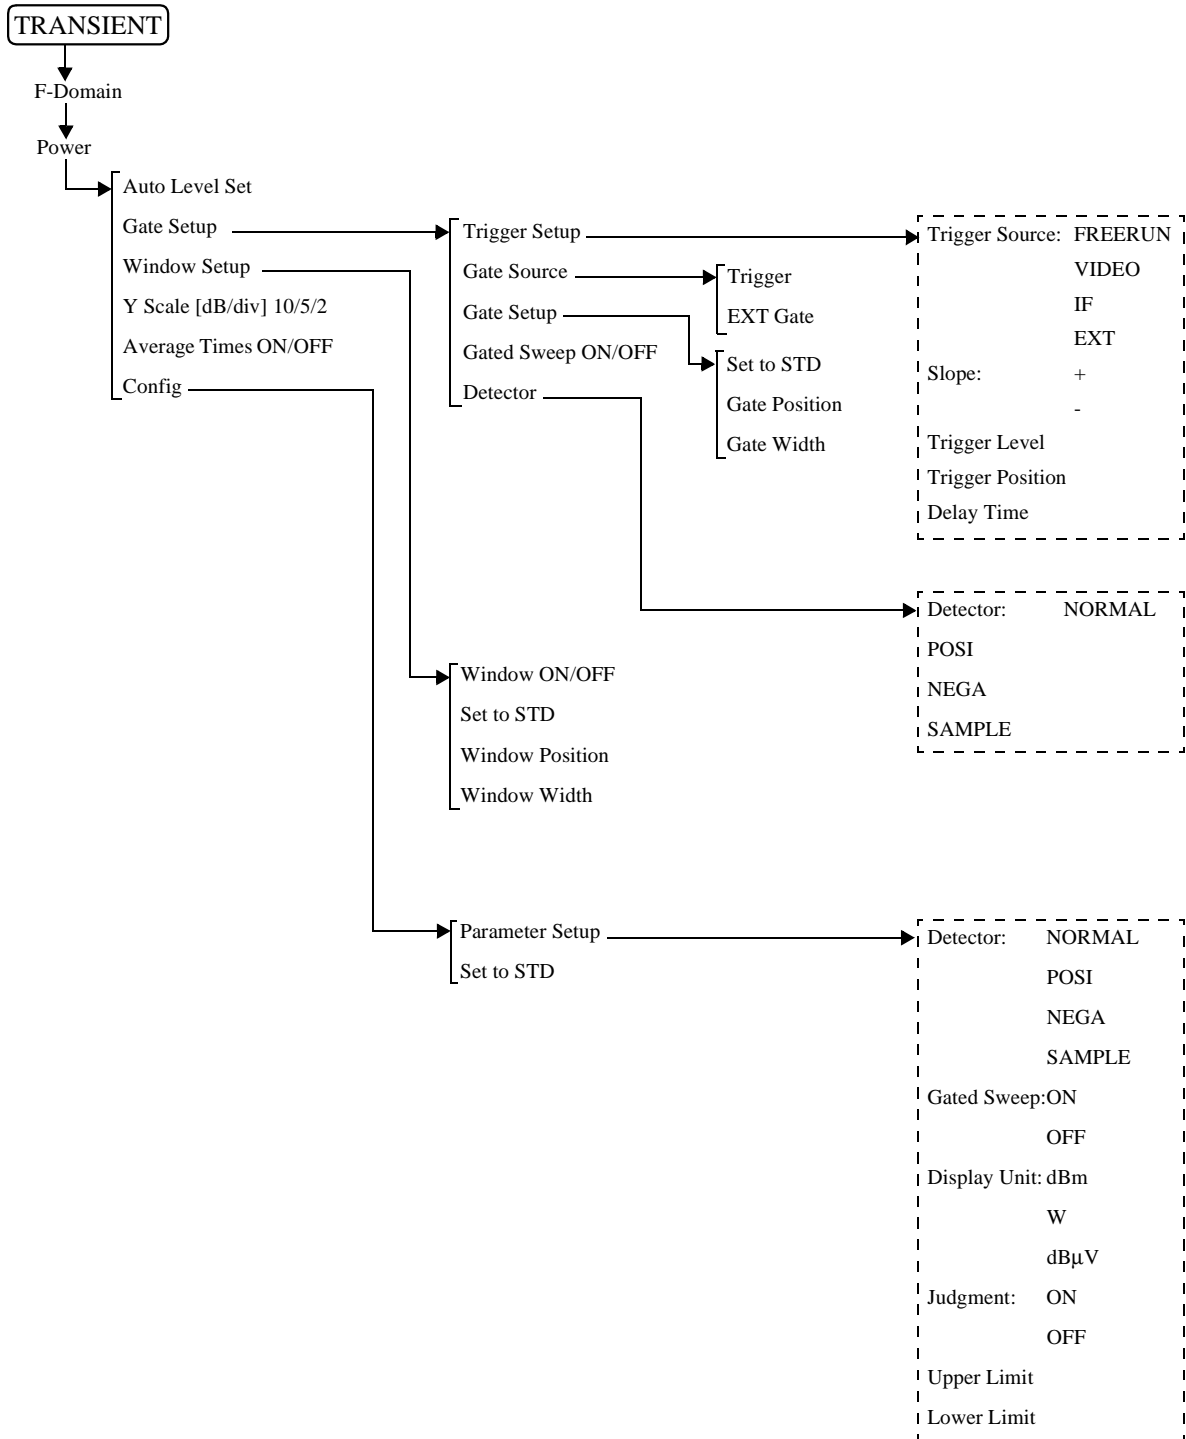 TRANSIENT
F-Domain
Power
Auto Level Set
Gate Setup
Window Setup
Y Scale [dB/div] 10/5/2
Average Times ON/OFF
Config
Trigger Setup
Gate Source
Gate Setup
Gated Sweep ON/OFF
Detector
Trigger
EXT Gate
Set to STD
Gate Position
Gate Width
Trigger Source: FREERUN
VIDEO
IF
EXT
Slope: +
-
Trigger Level
Trigger Position
Delay Time
Detector: NORMAL
POSI
NEGA
SAMPLE
Window ON/OFF
Set to STD
Window Position
Window Width
Parameter Setup
Set to STD
Detector: NORMAL
POSI
NEGA
SAMPLE
Gated Sweep:ON
OFF
Display Unit: dBm
W
dBµV
Judgment: ON
OFF
Upper Limit
Lower Limit